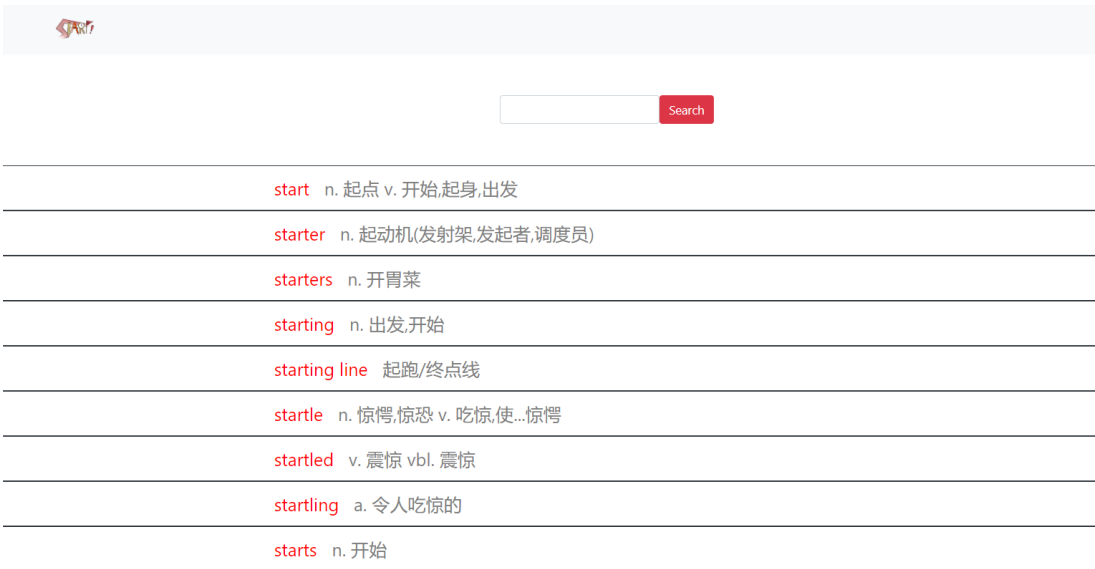 START!
Search
start n. 起点 v. 开始,起身,出发
starter n. 起动机(发射架,发起者,调度员)
starters n. 开胃菜
starting n. 出发,开始
starting line 起跑/终点线
startle n. 惊愕,惊恐 v. 吃惊,使...惊愕
startled v. 震惊 vbl. 震惊
startling a. 令人吃惊的
starts n. 开始